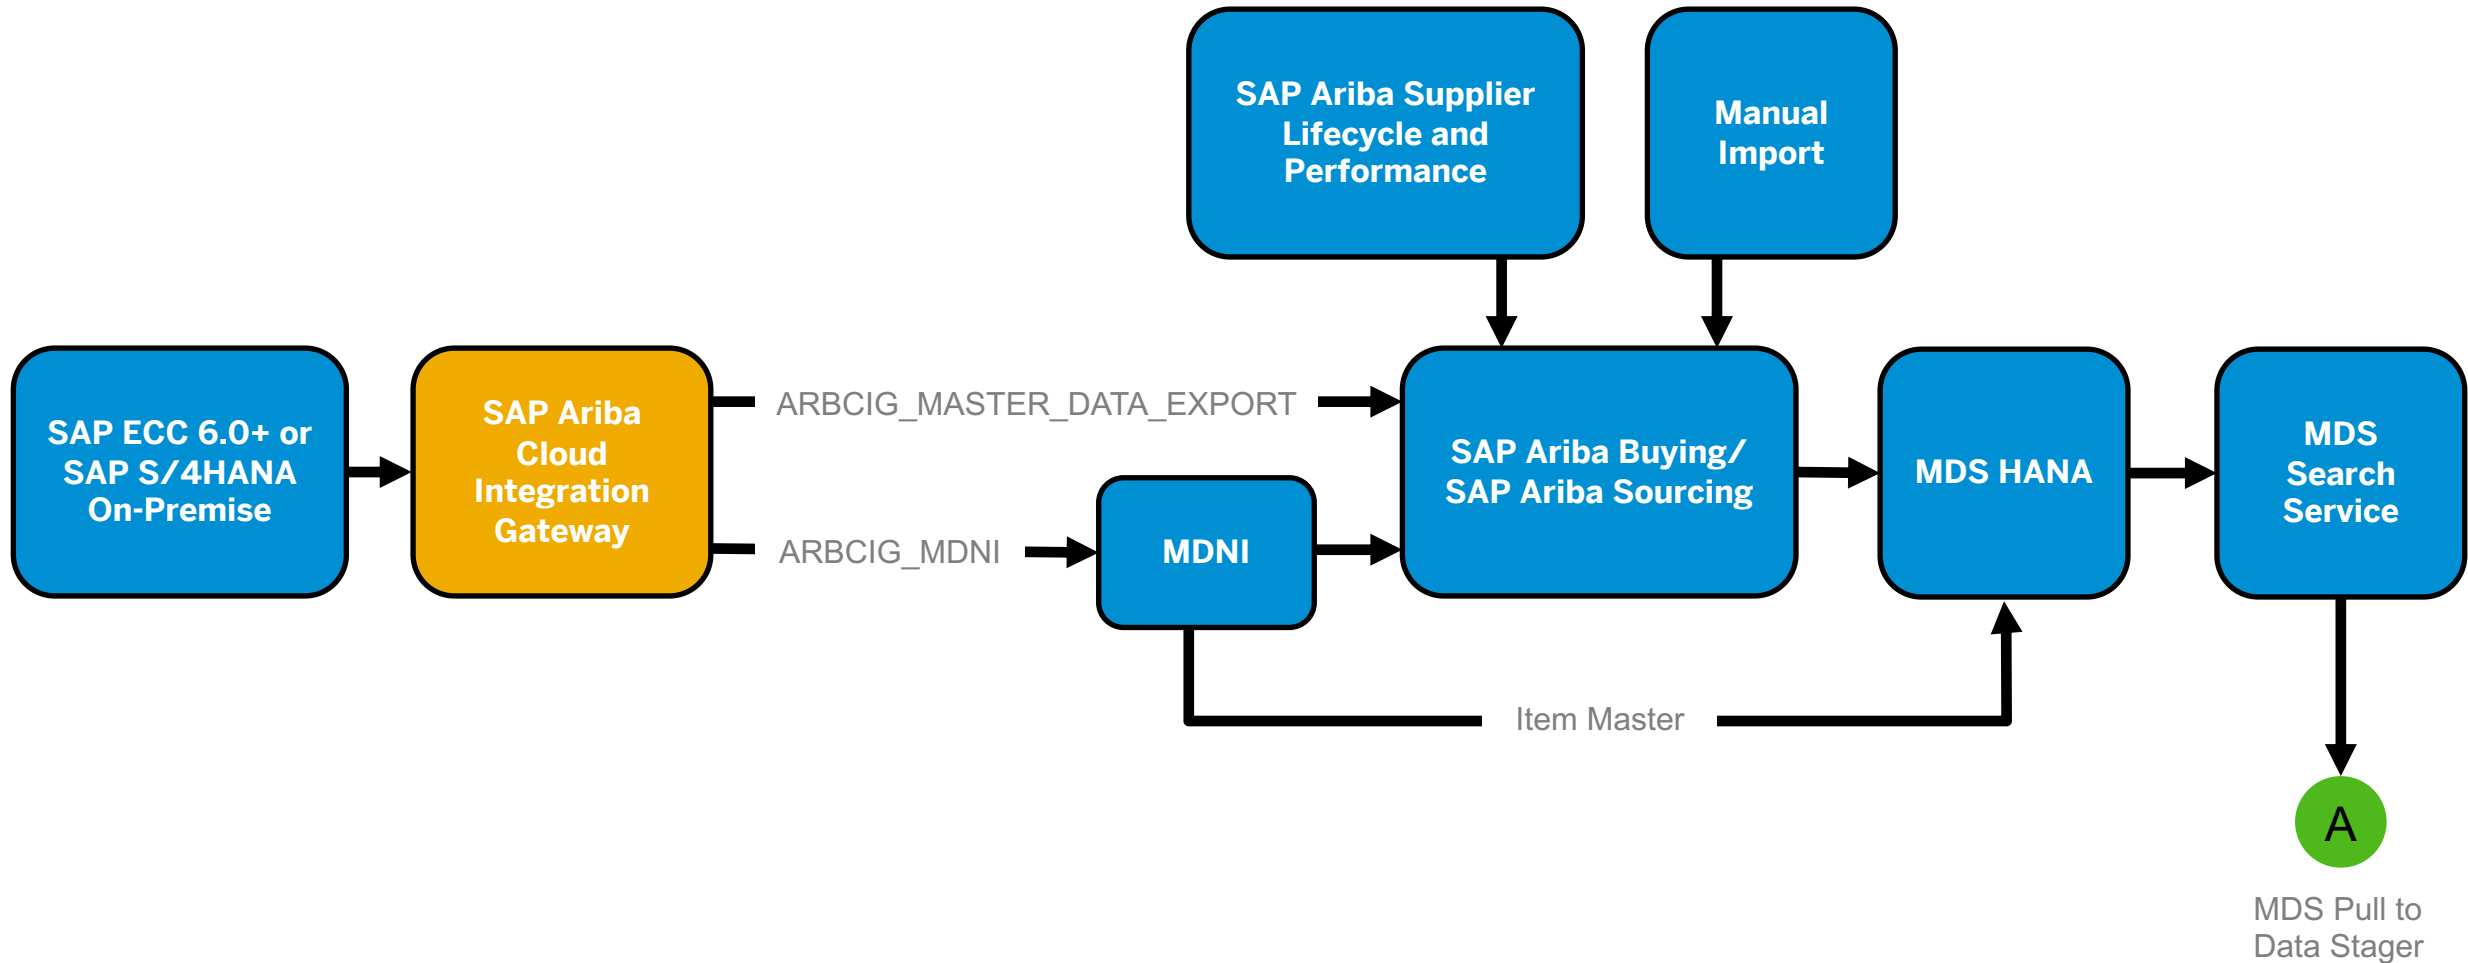 SAP Ariba Supplier
Lifecycle and
Performance
Manual
Import
SAP ECC 6.0+ or
SAP S/4HANA
On-Premise
SAP Ariba
Cloud
Integration
Gateway
ARBCIG_MASTER_DATA_EXPORT
ARBCIG_MDNI
MDNI
SAP Ariba Buying/
SAP Ariba Sourcing
MDS HANA
MDS
Search
Service
Item Master
A
MDS Pull to
Data Stager